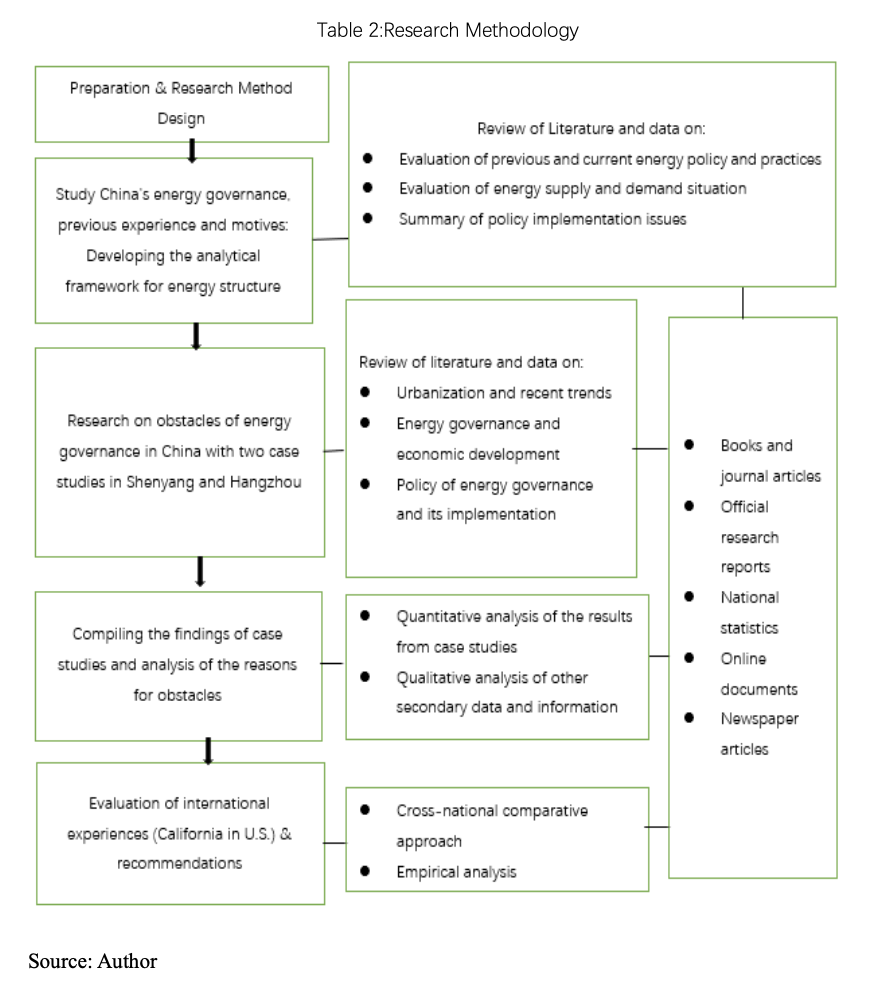 Table 2:Research Methodology
Preparation & Research Method
Design
Review of Literature and data on:
● Evaluation of previous and current energy policy and practices
● Evaluation of energy supply and demand situation
● Summary of policy implementation issues
Study China's energy governance,
previous experience and motives:
Developing the analytical
framework for energy structure
Research on obstacles of energy
governance in China with two case
studies in Shenyang and Hangzhou
Review of literature and data on:
● Urbanization and recent trends
● Energy governance and
economic development
● Policy of energy governance
and its implementation
Compiling the findings of case
studies and analysis of the reasons
for obstacles
● Quantitative analysis of the results
from case studies
● Qualitative analysis of other
secondary data and information
Evaluation of international
experiences (California in U.S.) &
recommendations
● Cross-national comparative
approach
● Empirical analysis
● Books and
journal articles
● Official
research
reports
● National
statistics
● Online
documents
● Newspaper
articles
Source: Author